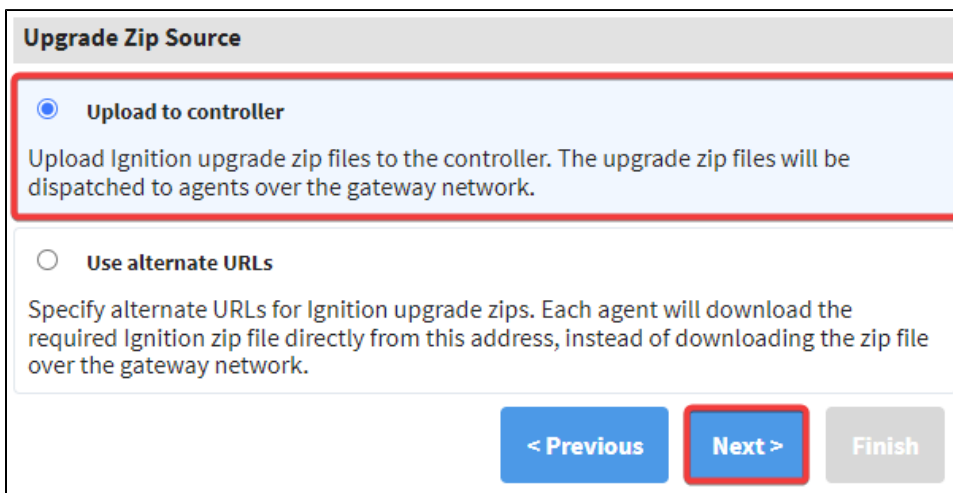 Upgrade Zip Source
Upload to controller
Upload Ignition upgrade zip files to the controller. The upgrade zip files will be
dispatched to agents over the gateway network.
Use alternate URLs
Specify alternate URLs for Ignition upgrade zips. Each agent will download the
required Ignition zip file directly from this address, instead of downloading the zip file
over the gateway network.
< Previous Next > Finish